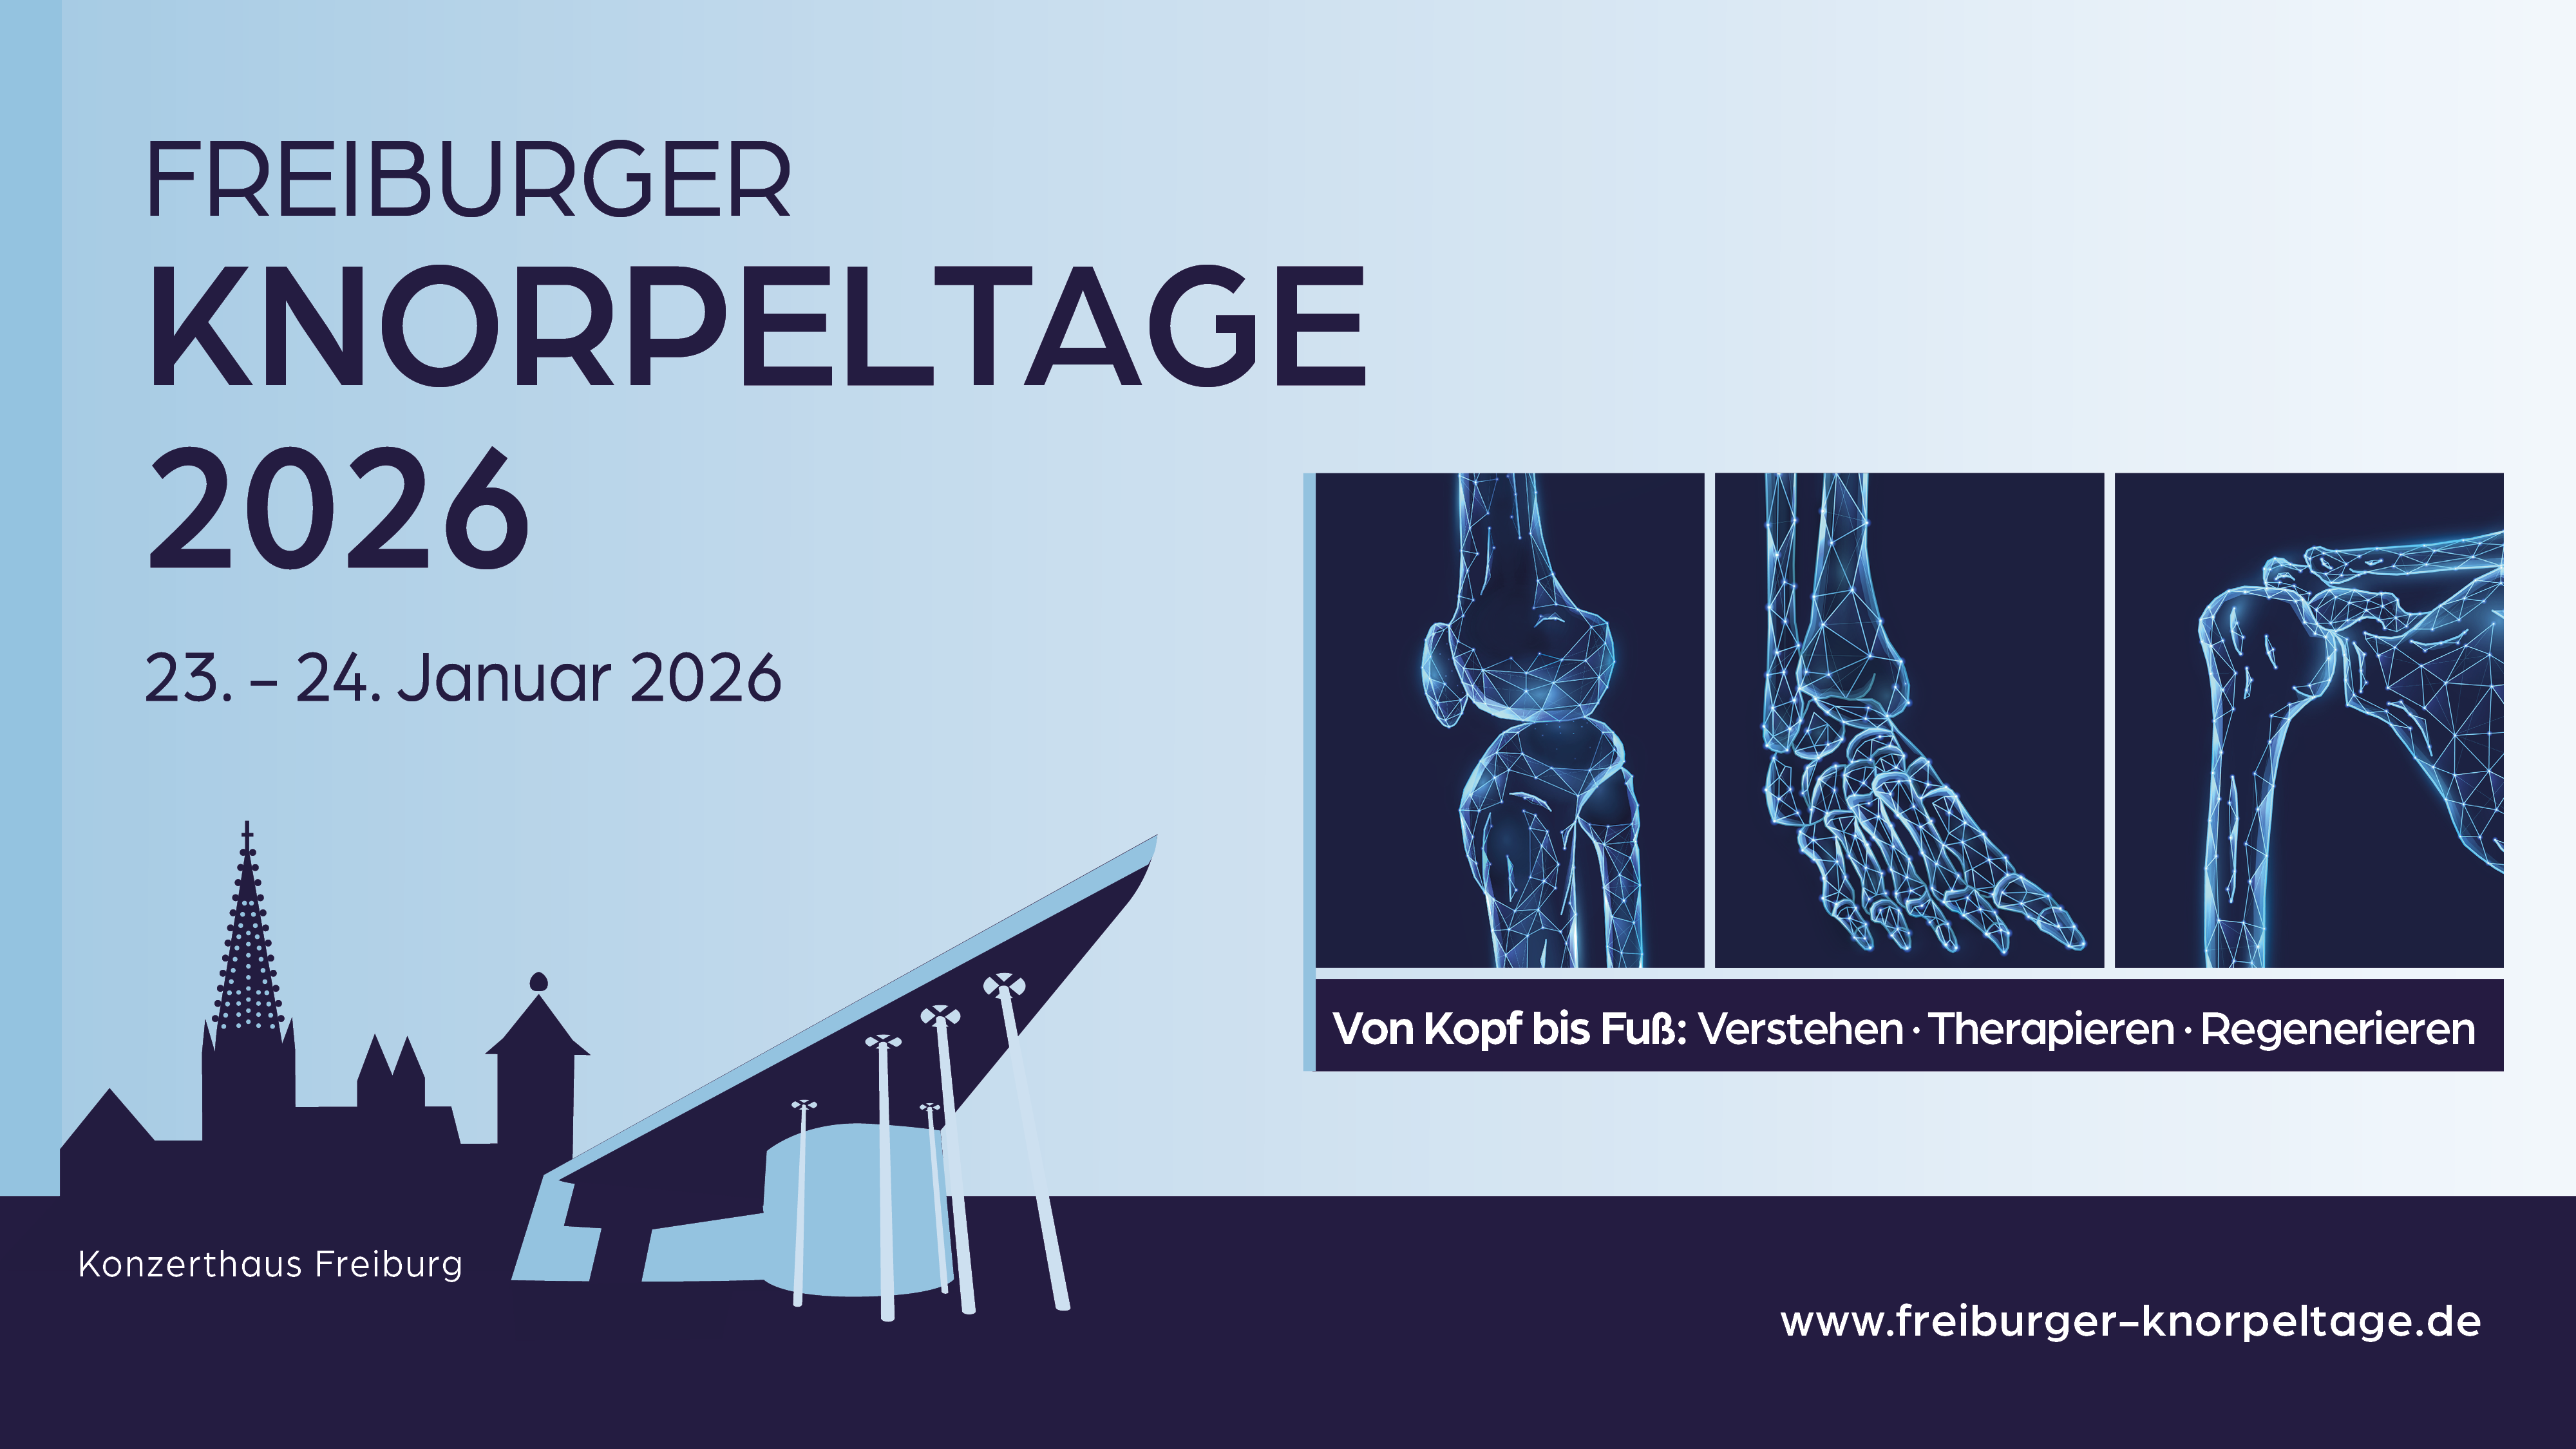 FREIBURGER
KNORPELTAGE
2026
23. – 24. Januar 2026
Von Kopf bis Fuß: Verstehen · Therapieren · Regenerieren
Konzerthaus Freiburg
www.freiburger-knorpeltage.de